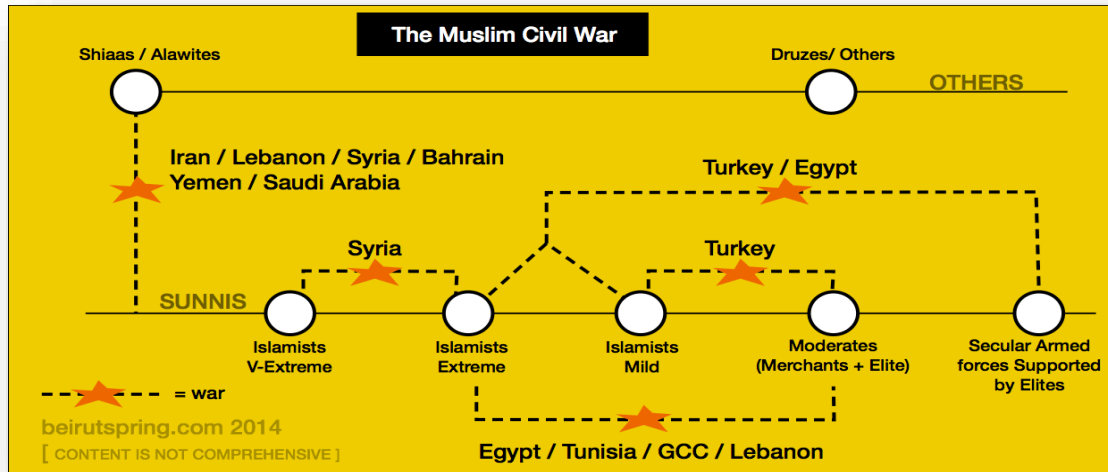 The Muslim Civil War
Shiaas / Alawites
Druzes/ Others
OTHERS
Iran / Lebanon / Syria / Bahrain
Yemen / Saudi Arabia
Turkey / Egypt
Syria
Turkey
SUNNIS
Islamists
V-Extreme
Islamists
Extreme
Islamists
Mild
Moderates
(Merchants + Elite)
Secular Armed
forces Supported
by Elites
= war
beirutspring.com 2014
[ CONTENT IS NOT COMPREHENSIVE ]
Egypt / Tunisia / GCC / Lebanon